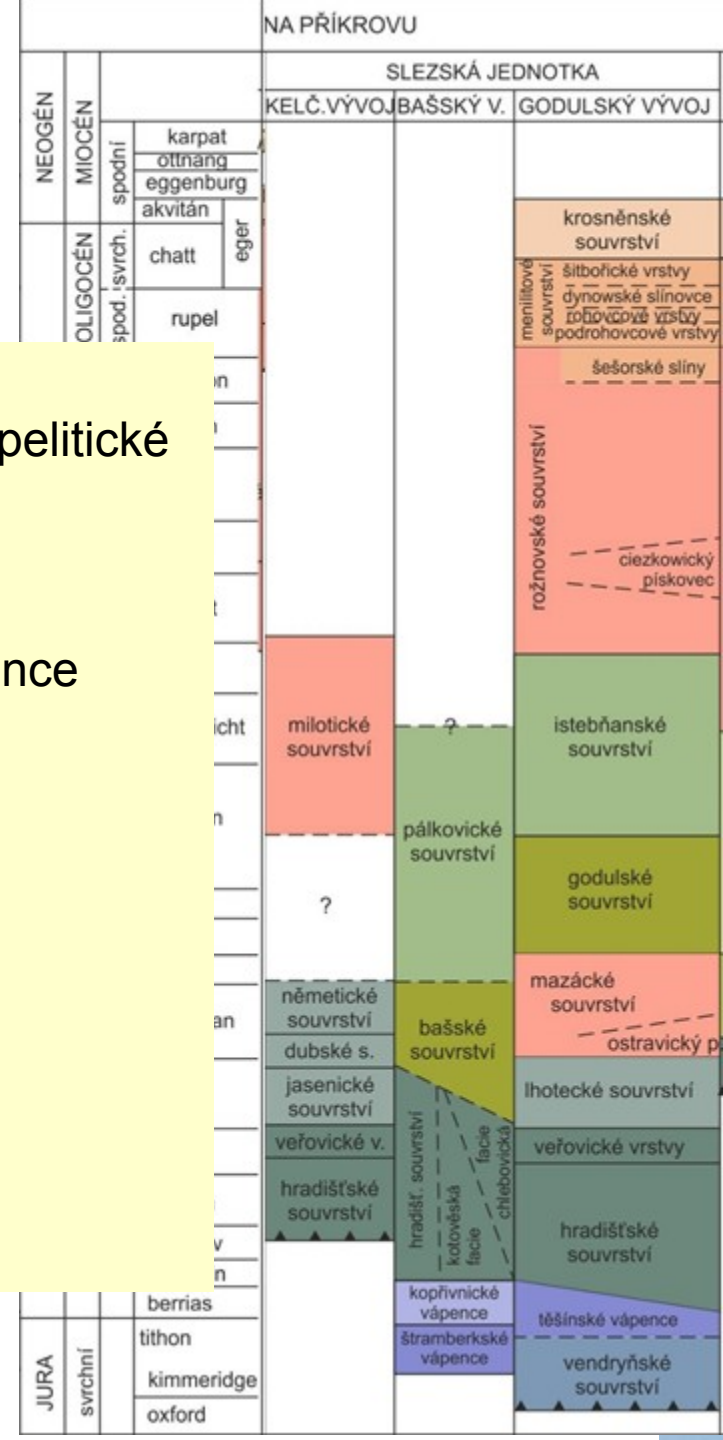 NA PŘÍKROVU
SLEZSKÁ JEDNOTKA
KELČ.VÝVOJ
BAŠSKÝ V.
GODULSKÝ VÝVOJ
NEOGÉN
MIOCÉN
spodní
karpat
ottnang
eggenburg
akvitán
OLIGOCÉN
svrch.
spod.
chatt
eger
rupel
pelitické
nce
icht
n
an
v
n
berrias
JURA
svrchní
tithon
kimmeridge
oxford
milotické
souvrství
?
německé
souvrství
dubské s.
jasenické
souvrství
veřovické v.
hradišťské
souvrství
?
pálkovické
souvrství
bašské
souvrství
hradišť. souvrství
kotověská
facie
facie
chlebovická
kopřivnické
vápence
štramberkské
vápence
krosněnské
souvrství
menilitové
souvrství
šitbořické vrstvy
dynowské slínovce
rohovcové vrstvy
podrohovcové vrstvy
šešorské slíny
rožnovské souvrství
ciezkowický
pískovec
istebňanské
souvrství
godulské
souvrství
mazácké
souvrství
ostravický p
lhotecké souvrství
veřovické vrstvy
hradišťské
souvrství
těšínské vápence
vendryňské
souvrství